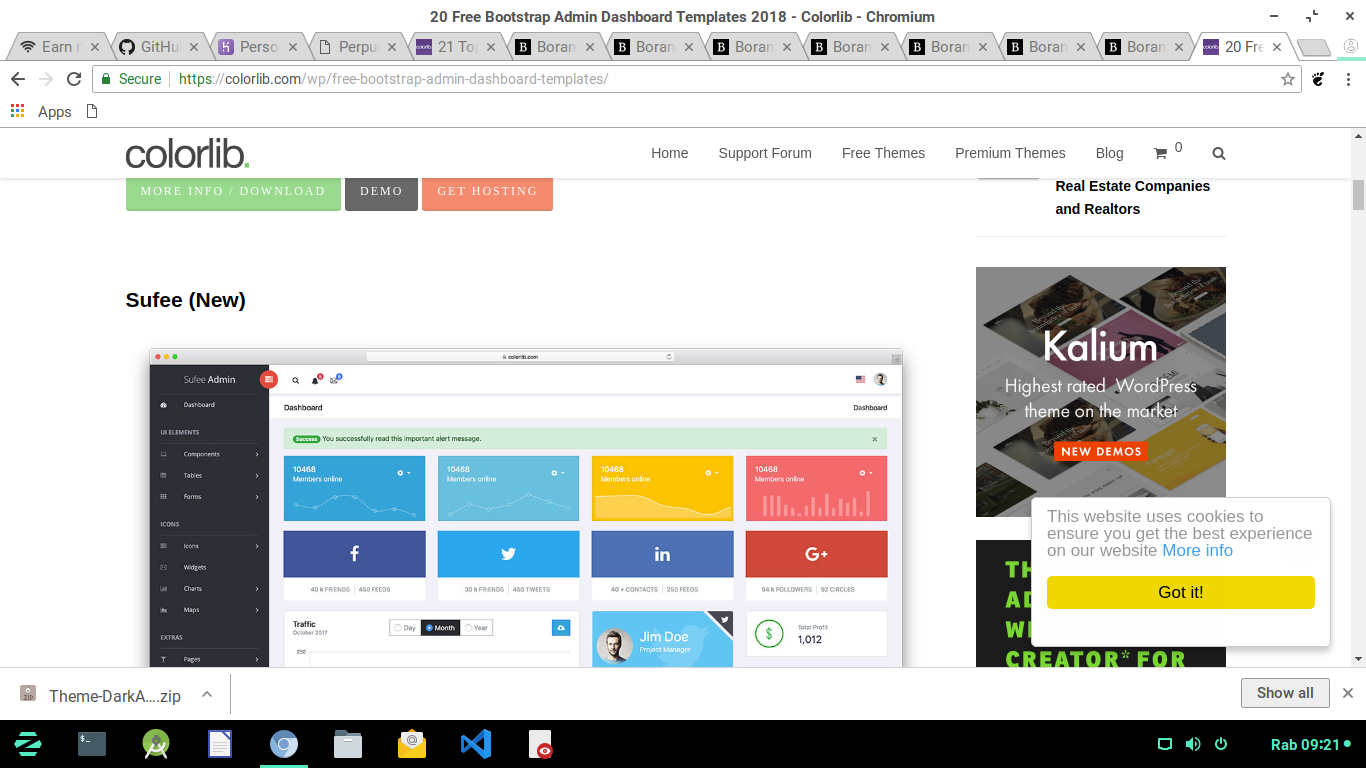 20 Free Bootstrap Admin Dashboard Templates 2018 - Colorlib - Chromium
Earn
GitHu
Perso
Perpu
21 To
Boran
Boran
Boran
Boran
Boran
Boran
Boran
20 Fre
Secure
https://colorlib.com/wp/free-bootstrap-admin-dashboard-templates/
Apps
colorlib.
Home
Support Forum
Free Themes
Premium Themes
Blog
0
MORE INFO / DOWNLOAD
DEMO
GET HOSTING
Real Estate Companies
and Realtors
Sufee (New)
colorlib.com
Sufee Admin
Dashboard
UI ELEMENTS
Components
Tables
Forms
ICONS
Icons
Widgets
Charts
Maps
EXTRAS
Pages
Dashboard
Dashboard
Success You successfully read this important alert message.
10468
Members online
10468
Members online
10468
Members online
10468
Members online
f
in
G+
40 k FRIENDS
450 FEEDS
30 k FRIENDS
450 TWEETS
40 + CONTACTS
250 FEEDS
94 k FOLLOWERS
92 CIRCLES
Traffic
October 2017
Day
Month
Year
250
Jim Doe
Project Manager
$
Total Profit
1,012
Kalium
Highest rated WordPress
theme on the market
NEW DEMOS
This website uses cookies to
ensure you get the best experience
on our website More info
Got it!
CREATOR* FOR
ZIP
Theme-DarkA....zip
Show all
Rab 09:21